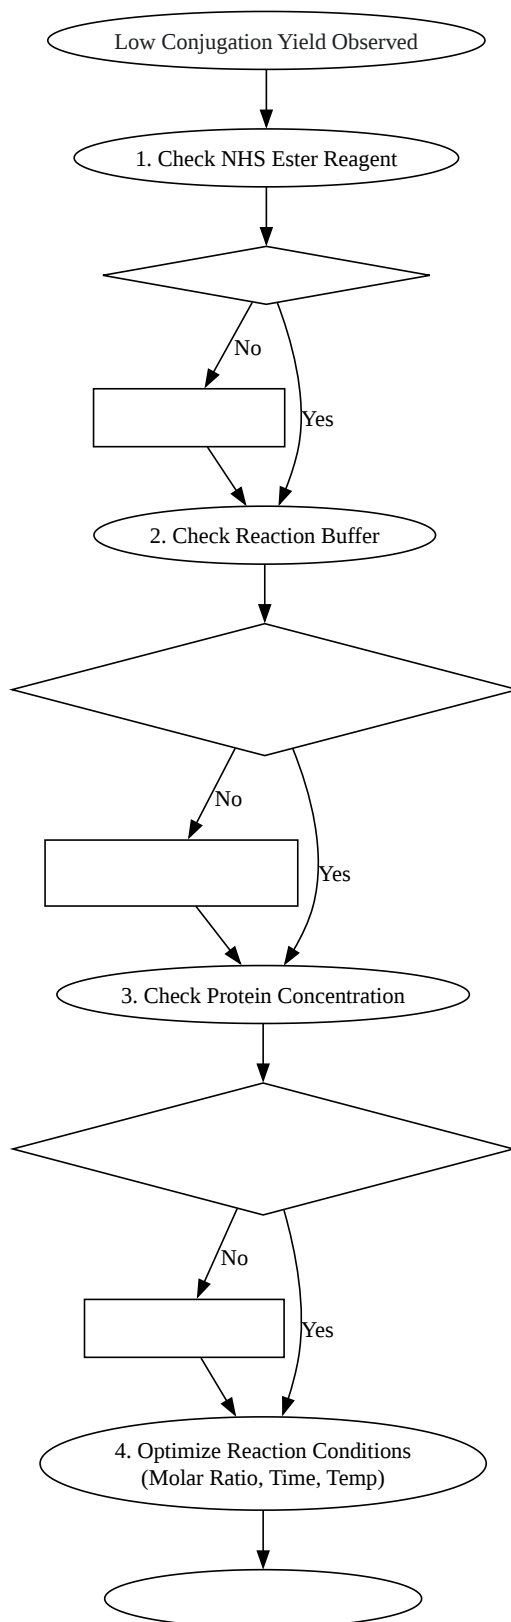 Low Conjugation Yield Observed
1. Check NHS Ester Reagent
No
Yes
2. Check Reaction Buffer
No
Yes
3. Check Protein Concentration
No
Yes
4. Optimize Reaction Conditions
(Molar Ratio, Time, Temp)